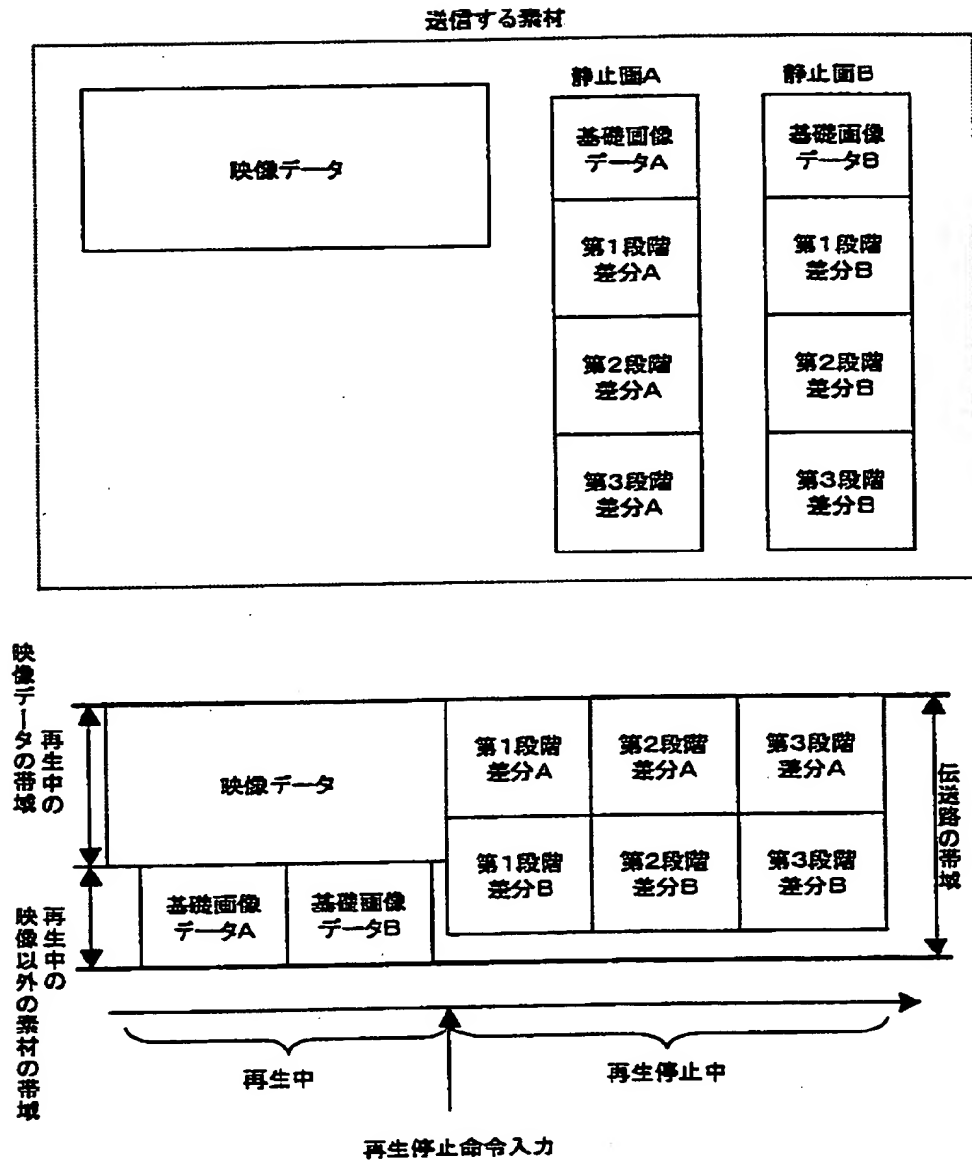 送信する素材
静止画A
静止画B
映像データ
基礎画像
データA
基礎画像
データB
第1段階
差分A
第1段階
差分B
第2段階
差分A
第2段階
差分B
第3段階
差分A
第3段階
差分B
再生中の
映像データの帯域
映像データ
第1段階
差分A
第2段階
差分A
第3段階
差分A
第1段階
差分B
第2段階
差分B
第3段階
差分B
伝送路の帯域
再生中の
映像以外の素材の帯域
基礎画像
データA
基礎画像
データB
再生中
再生停止中
再生停止命令入力